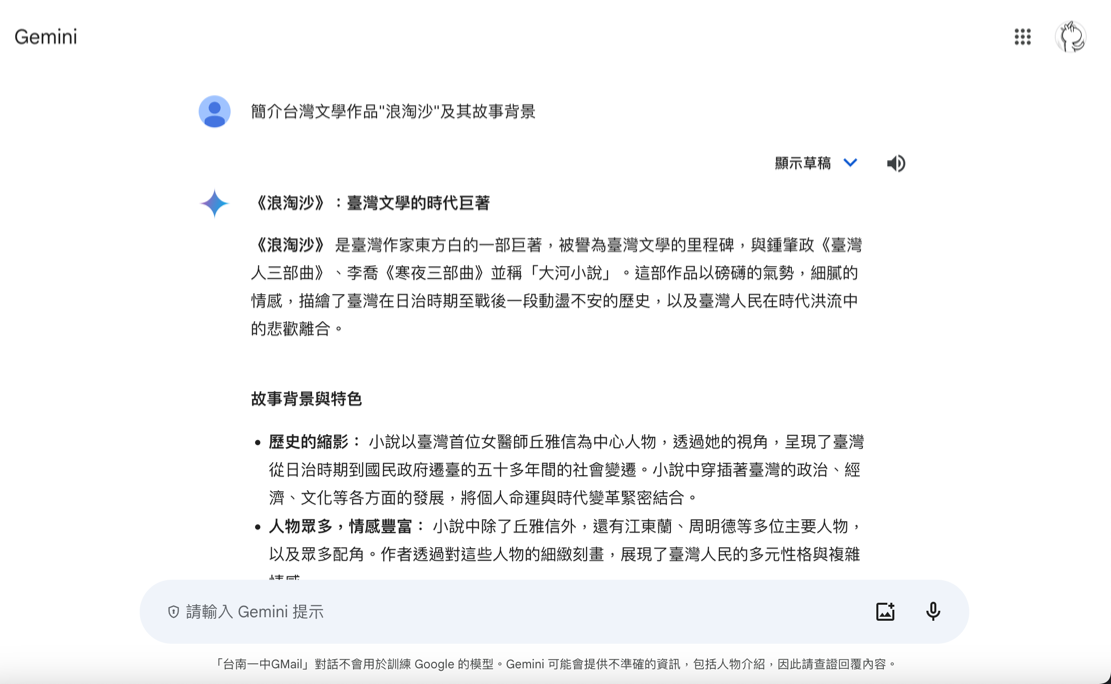 Gemini
簡介台灣文學作品"浪淘沙"及其故事背景
顯示草稿
《浪淘沙》：臺灣文學的時代巨著
《浪淘沙》 是臺灣作家東方白的一部巨著，被譽為臺灣文學的里程碑，與鍾肇政《臺灣
人三部曲》、李喬《寒夜三部曲》並稱「大河小說」。這部作品以磅礴的氣勢，細膩的
情感，描繪了臺灣在日治時期至戰後一段動盪不安的歷史，以及臺灣人民在時代洪流中
的悲歡離合。
故事背景與特色
• 歷史的縮影： 小說以臺灣首位女醫師丘雅信為中心人物，透過她的視角，呈現了臺灣
從日治時期到國民政府遷臺的五十多年間的社會變遷。小說中穿插著臺灣的政治、經
濟、文化等各方面的發展，將個人命運與時代變革緊密結合。
• 人物眾多，情感豐富： 小說中除了丘雅信外，還有江東蘭、周明德等多位主要人物，
以及眾多配角。作者透過對這些人物的細緻刻畫，展現了臺灣人民的多元性格與複雜
請輸入 Gemini 提示
「台南一中GMail」對話不會用於訓練 Google 的模型。Gemini 可能會提供不準確的資訊，包括人物介紹，因此請查證回覆內容。